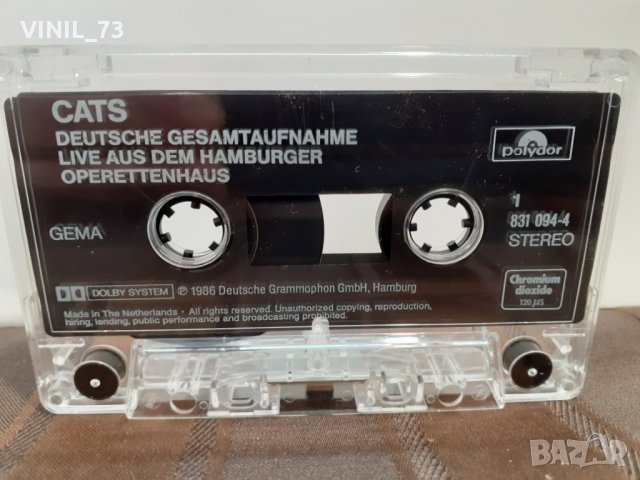 VINIL_73
CATS
DEUTSCHE GESAMTAUFNAHME
LIVE AUS DEM HAMBURGER
OPERETTENHAUS
polydor
GEMA
1
831 094-4
STEREO
DOLBY SYSTEM
℗ 1986 Deutsche Grammophon GmbH, Hamburg
Chromium
dioxide
120 µS
Made in The Netherlands · All rights reserved. Unauthorized copying, reproduction,
hiring, lending, public performance and broadcasting prohibited.
BAZAR